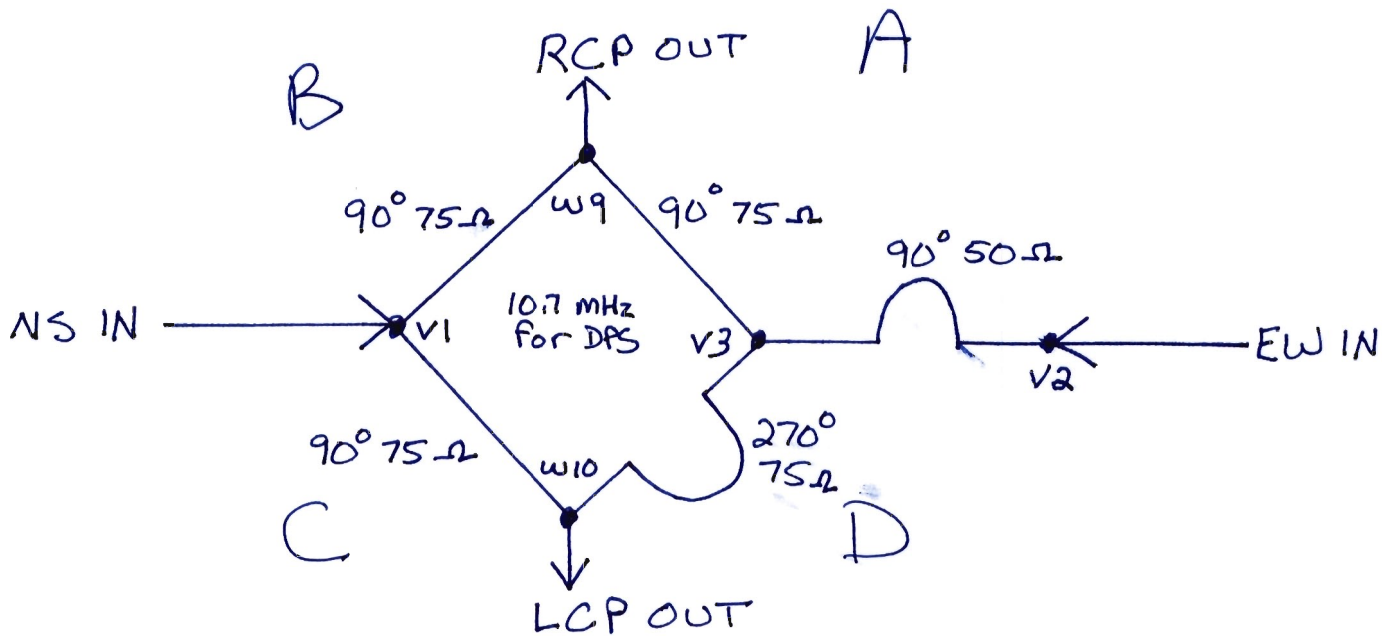 RCP OUT
A
B
90° 75Ω
W9
90° 75Ω
90° 50Ω
NS IN
V1
10.7 mHz
for DPS
V3
V2
EW IN
90° 75Ω
W10
270°
75Ω
C
D
LCP OUT